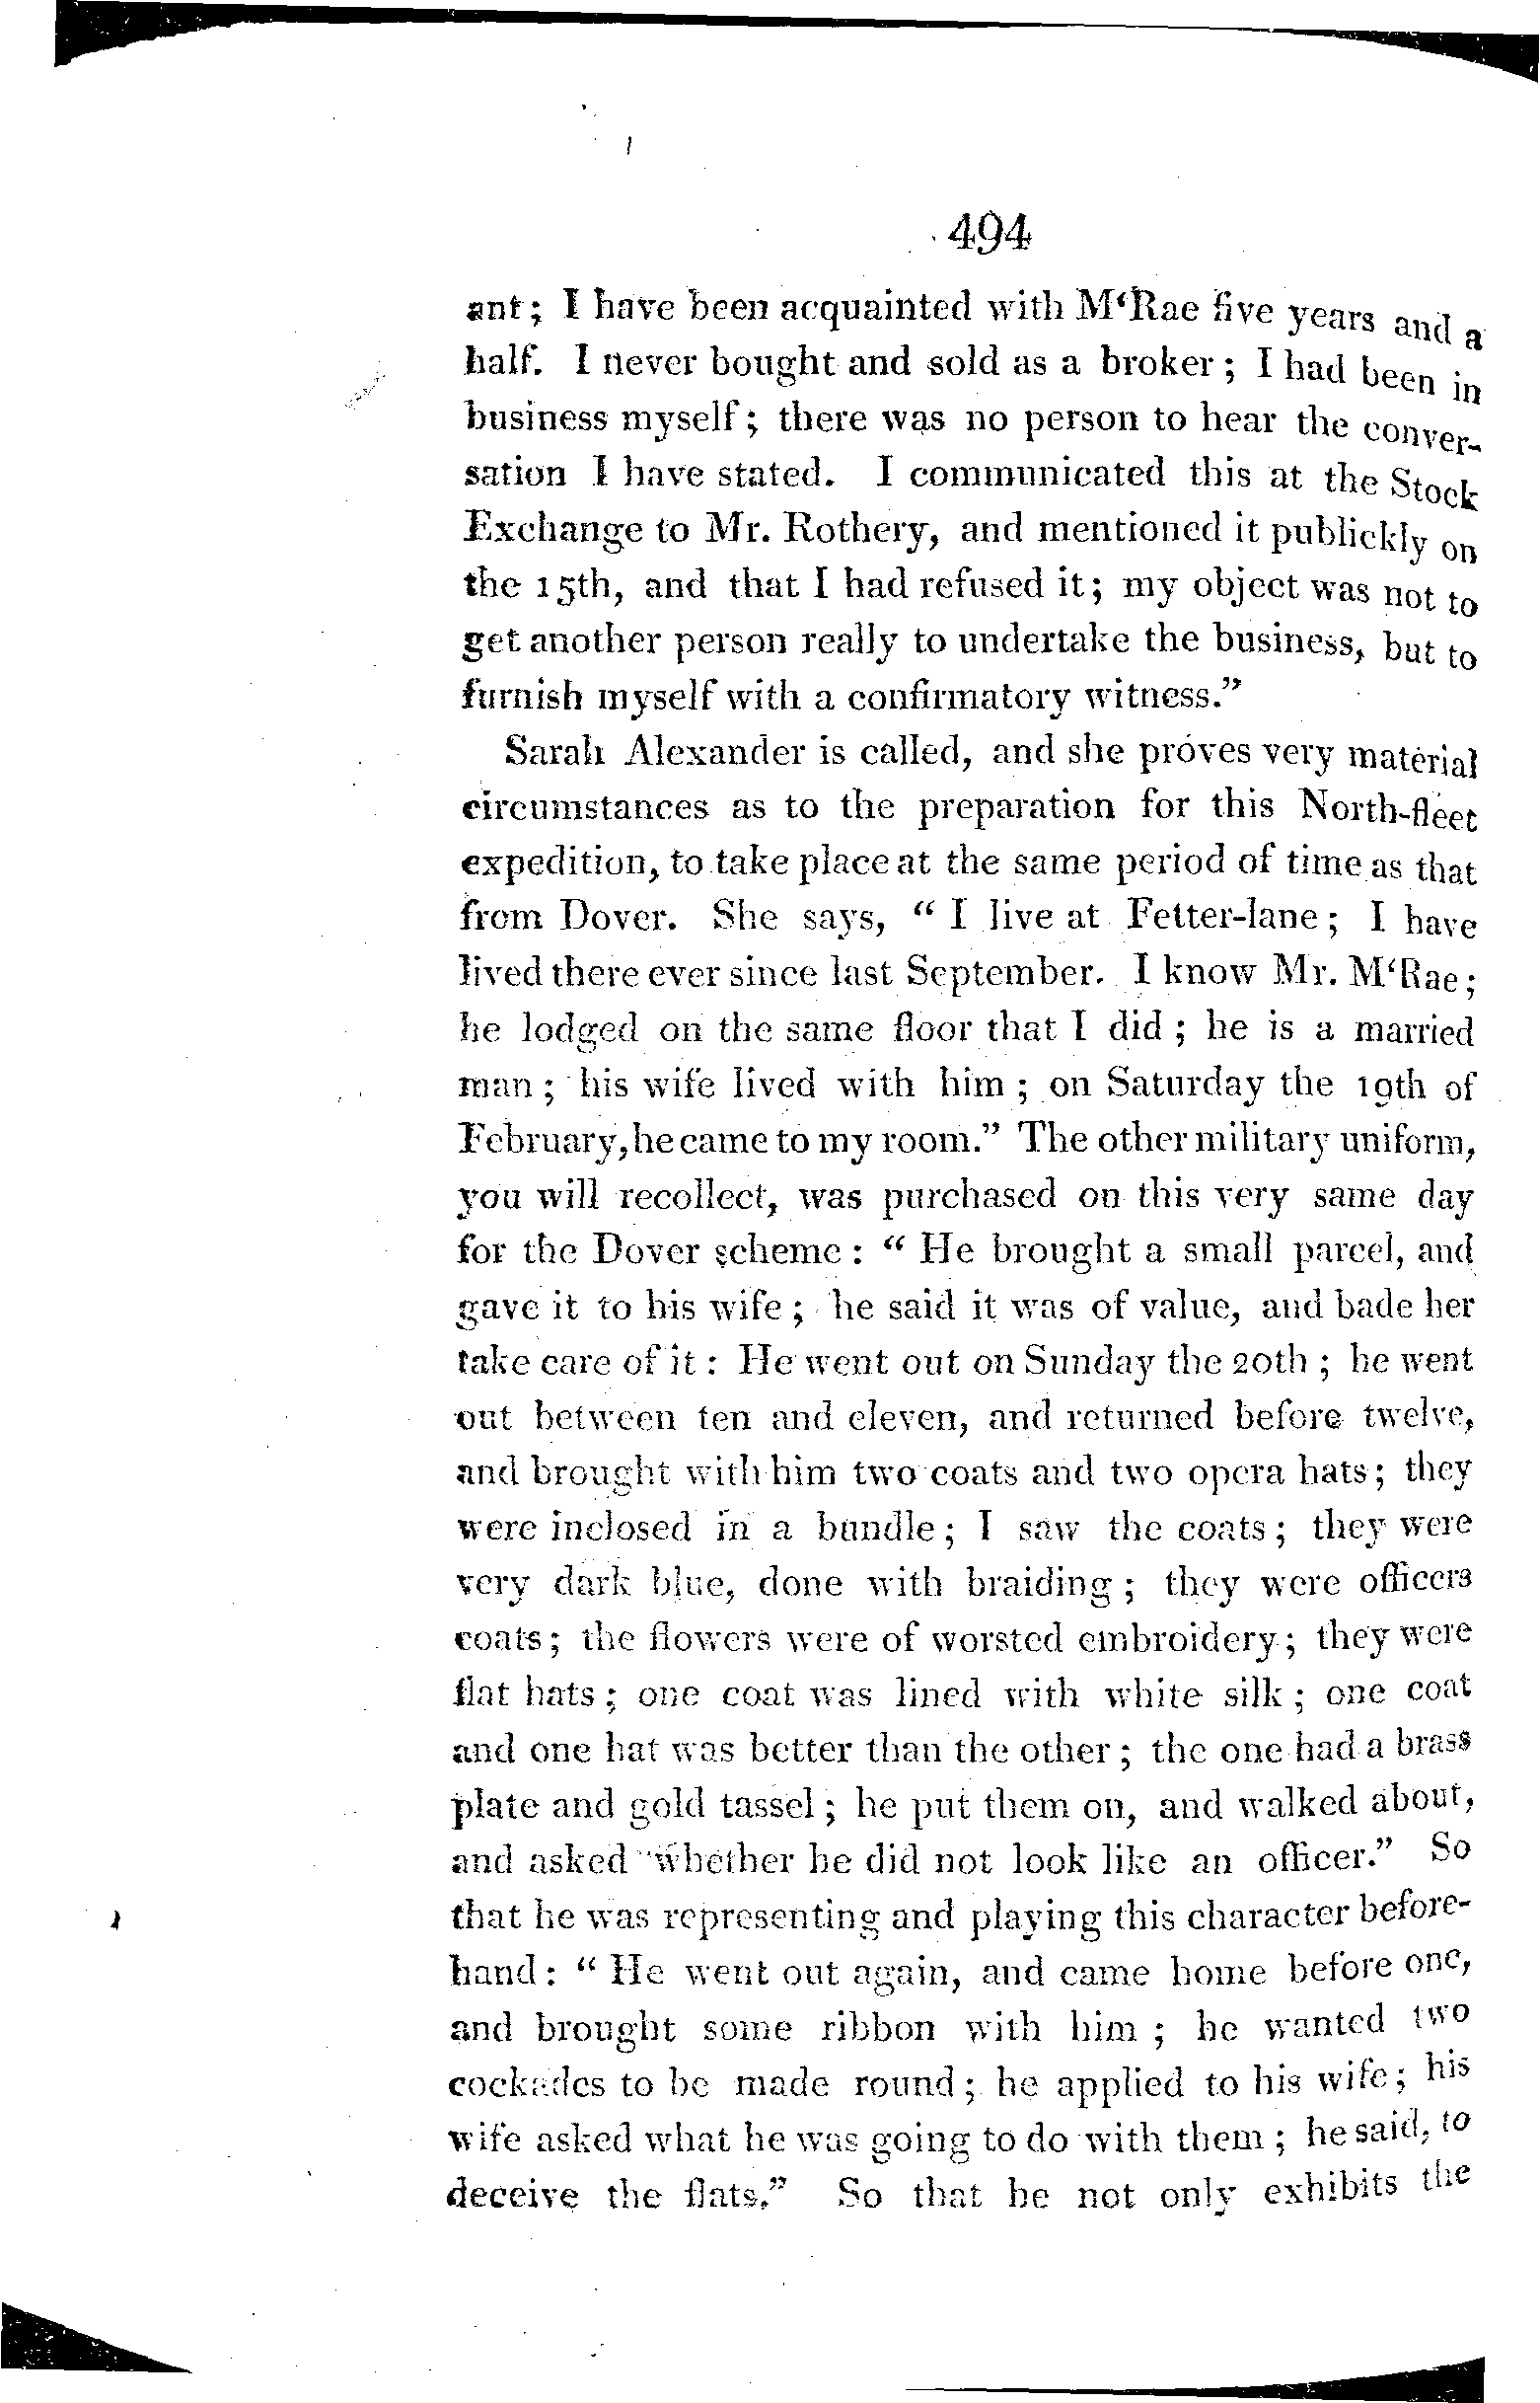 494
ant; I have been acquainted with M‘Rae five years and a
half. I never bought and sold as a broker; I had been in
business myself; there was no person to hear the conver-
sation I have stated. I communicated this at the Stock
Exchange to Mr. Rothery, and mentioned it publickly on
the 15th, and that I had refused it; my object was not to
get another person really to undertake the business, but to
furnish myself with a confirmatory witness.”
Sarah Alexander is called, and she proves very material
circumstances as to the preparation for this North-fleet
expedition, to take place at the same period of time as that
from Dover. She says, “ I live at Fetter-lane; I have
lived there ever since last September. I know Mr. M‘Rae;
he lodged on the same floor that I did; he is a married
man; his wife lived with him; on Saturday the 19th of
February, he came to my room.” The other military uniform,
you will recollect, was purchased on this very same day
for the Dover scheme: “ He brought a small parcel, and
gave it to his wife; he said it was of value, and bade her
take care of it: He went out on Sunday the 20th; he went
out between ten and eleven, and returned before twelve,
and brought with him two coats and two opera hats; they
were inclosed in a bundle; I saw the coats; they were
very dark blue, done with braiding; they were officers
coats; the flowers were of worsted embroidery; they were
flat hats; one coat was lined with white silk; one coat
and one hat was better than the other; the one had a brass
plate and gold tassel; he put them on, and walked about,
and asked whether he did not look like an officer.” So
that he was representing and playing this character before-
hand: “ He went out again, and came home before one,
and brought some ribbon with him; he wanted two
cockades to be made round; he applied to his wife; his
wife asked what he was going to do with them; he said, to
deceive the flats.” So that he not only exhibits the